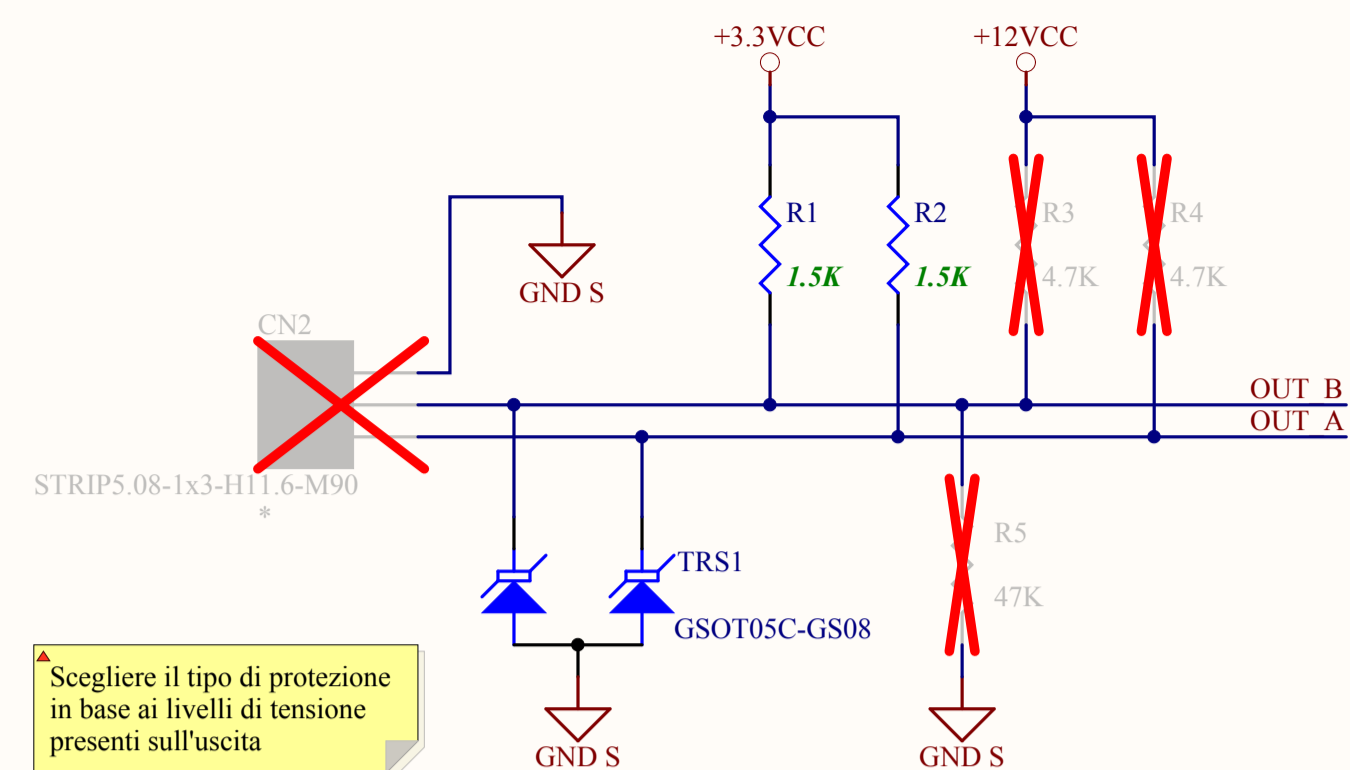 +3.3VCC
+12VCC
R1
R2
R3
R4
1.5K
1.5K
4.7K
4.7K
GND S
CN2
OUT B
OUT A
STRIP5.08-1x3-H11.6-M90
*
R5
TRS1
47K
GSOT05C-GS08
Scegliere il tipo di protezione
in base ai livelli di tensione
presenti sull'uscita
GND S
GND S